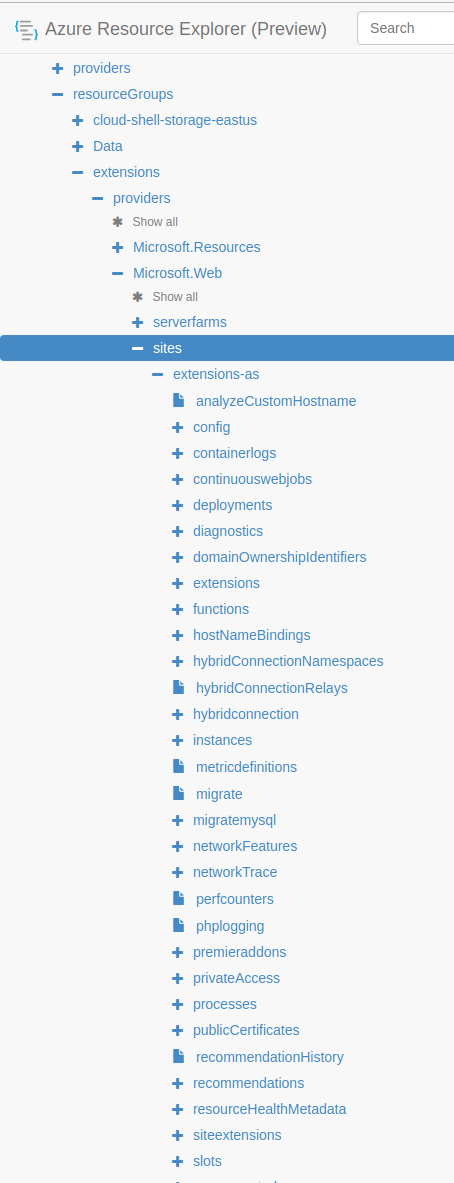 Azure Resource Explorer (Preview)
Search
providers
resourceGroups
cloud-shell-storage-eastus
Data
extensions
providers
Show all
Microsoft.Resources
Microsoft.Web
Show all
serverfarms
sites
extensions-as
analyzeCustomHostname
config
containerlogs
continuouswebjobs
deployments
diagnostics
domainOwnershipIdentifiers
extensions
functions
hostNameBindings
hybridConnectionNamespaces
hybridConnectionRelays
hybridconnection
instances
metricdefinitions
migrate
migratemysql
networkFeatures
networkTrace
perfcounters
phplogging
premieraddons
privateAccess
processes
publicCertificates
recommendationHistory
recommendations
resourceHealthMetadata
siteextensions
slots